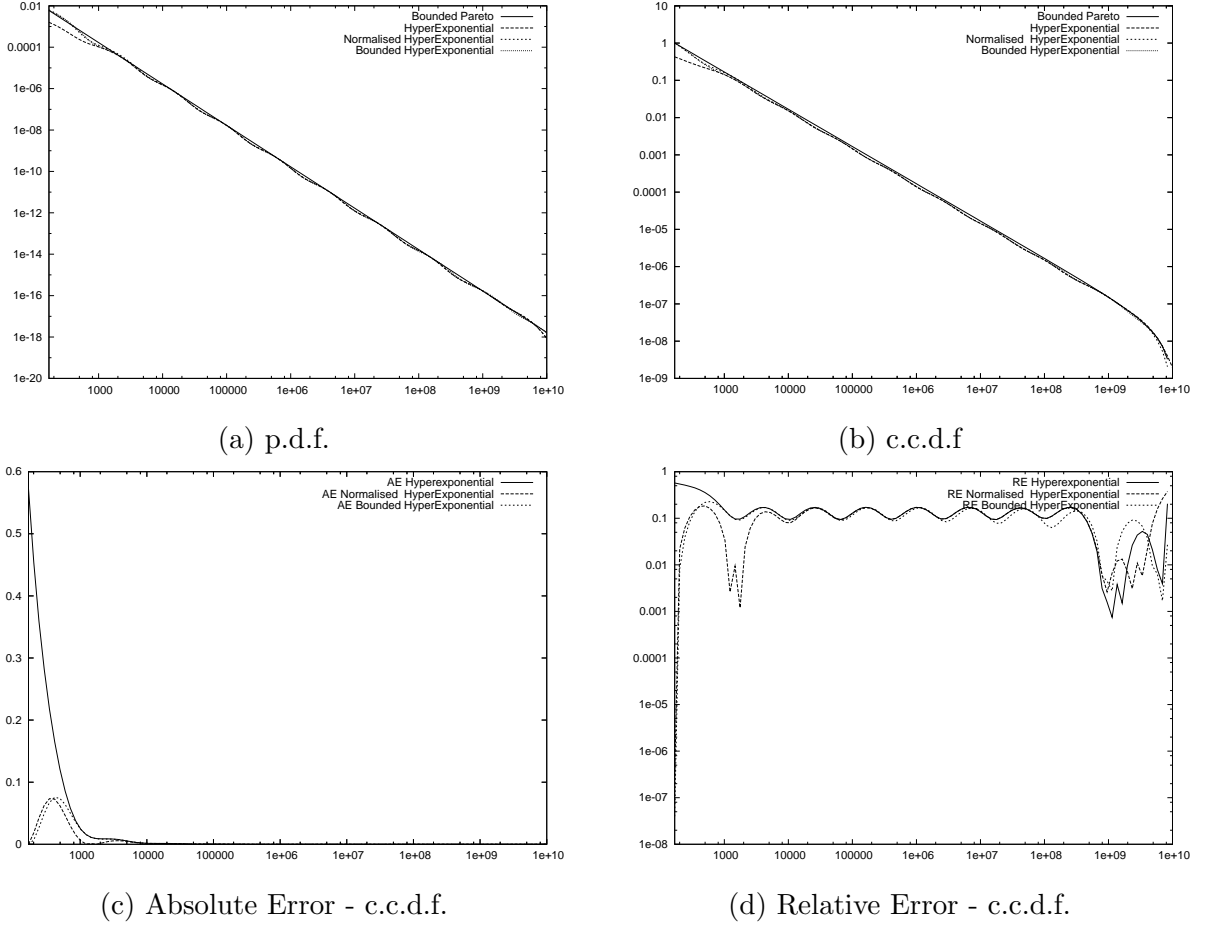 0.01
0.0001
1e-06
1e-08
1e-10
1e-12
1e-14
1e-16
1e-18
1e-20
1000 10000 100000 1e+06 1e+07 1e+08 1e+09 1e+10
Bounded Pareto
HyperExponential
Normalised HyperExponential
Bounded HyperExponential
(a) p.d.f.
10
1
0.1
0.01
0.001
0.0001
1e-05
1e-06
1e-07
1e-08
1e-09
1000 10000 100000 1e+06 1e+07 1e+08 1e+09 1e+10
Bounded Pareto
HyperExponential
Normalised HyperExponential
Bounded HyperExponential
(b) c.c.d.f
0.6
0.5
0.4
0.3
0.2
0.1
0
1000 10000 100000 1e+06 1e+07 1e+08 1e+09 1e+10
AE Hyperexponential
AE Normalised HyperExponential
AE Bounded HyperExponential
(c) Absolute Error - c.c.d.f.
1
0.1
0.01
0.001
0.0001
1e-05
1e-06
1e-07
1e-08
1000 10000 100000 1e+06 1e+07 1e+08 1e+09 1e+10
RE Hyperexponential
RE Normalised HyperExponential
RE Bounded HyperExponential
(d) Relative Error - c.c.d.f.